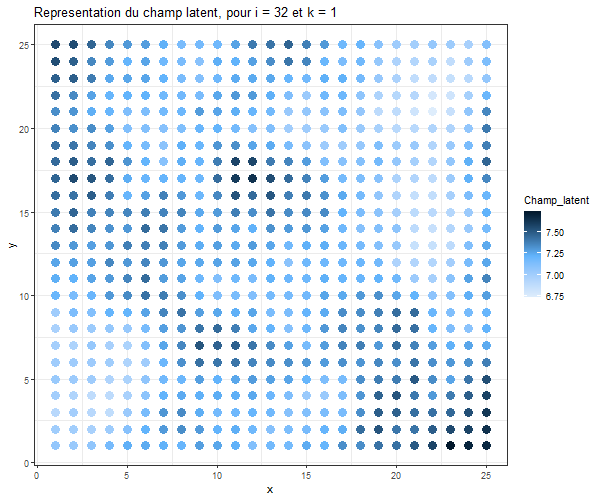 Representation du champ latent, pour i = 32 et k = 1
25
20
15
10
5
0
y
0 5 10 15 20 25
x
Champ_latent
7.50
7.25
7.00
6.75